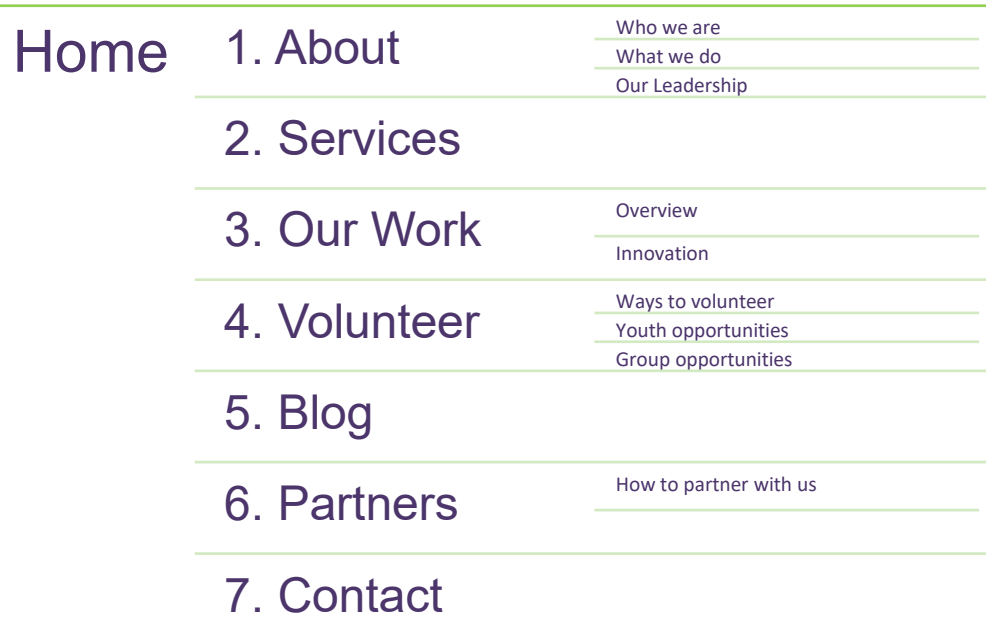 Home
1. About
Who we are
What we do
Our Leadership
2. Services
3. Our Work
Overview
Innovation
4. Volunteer
Ways to volunteer
Youth opportunities
Group opportunities
5. Blog
6. Partners
How to partner with us
7. Contact